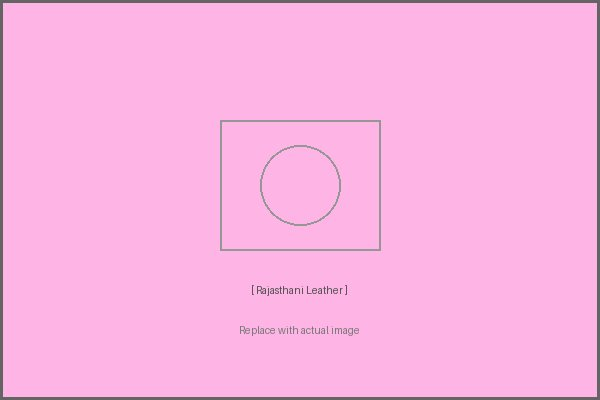 [ Rajasthani Leather ]
Replace with actual image